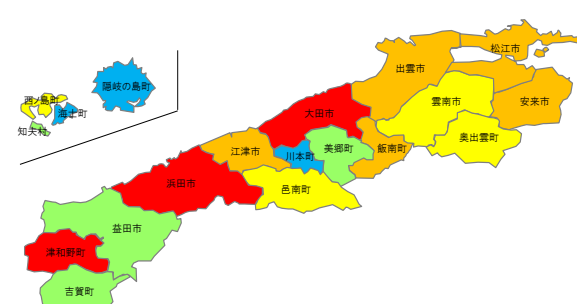 松江市
出雲市
安来市
雲南市
奥出雲町
飯南町
大田市
美郷町
川本町
江津市
邑南町
浜田市
益田市
津和野町
吉賀町
隠岐の島町
西ノ島町
海士町
知夫村